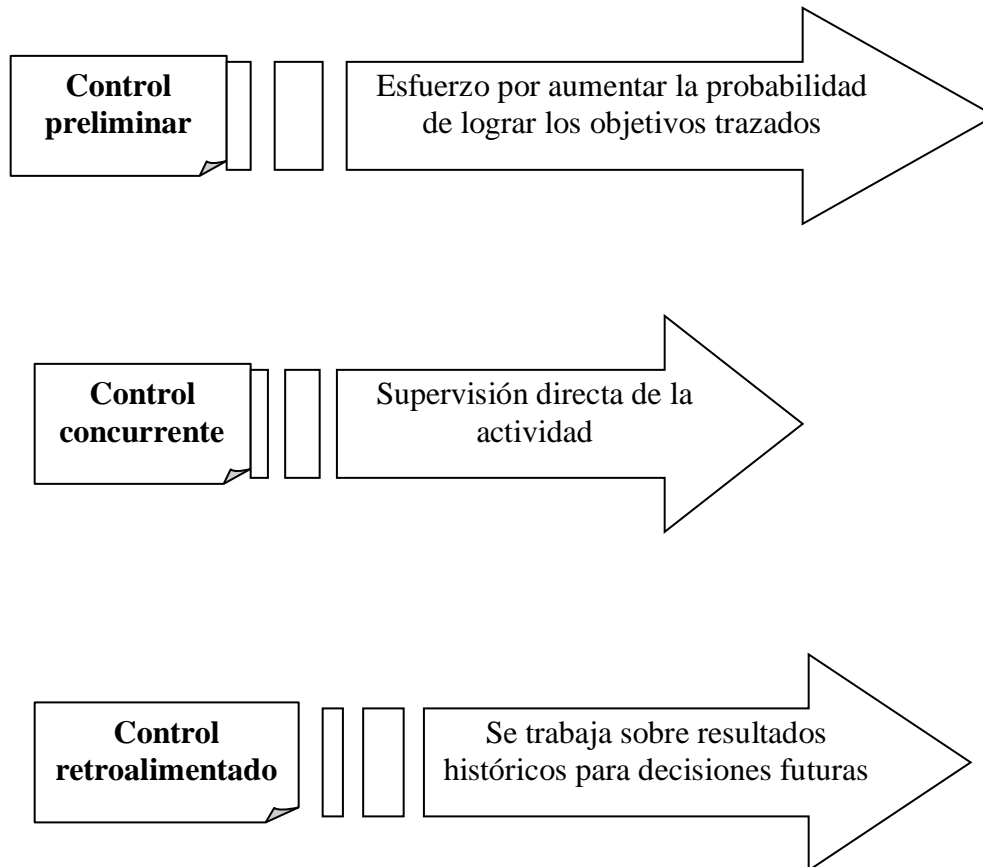 Control
preliminar
Esfuerzo por aumentar la probabilidad
de lograr los objetivos trazados
Control
concurrente
Supervisión directa de la
actividad
Control
retroalimentado
Se trabaja sobre resultados
históricos para decisiones futuras